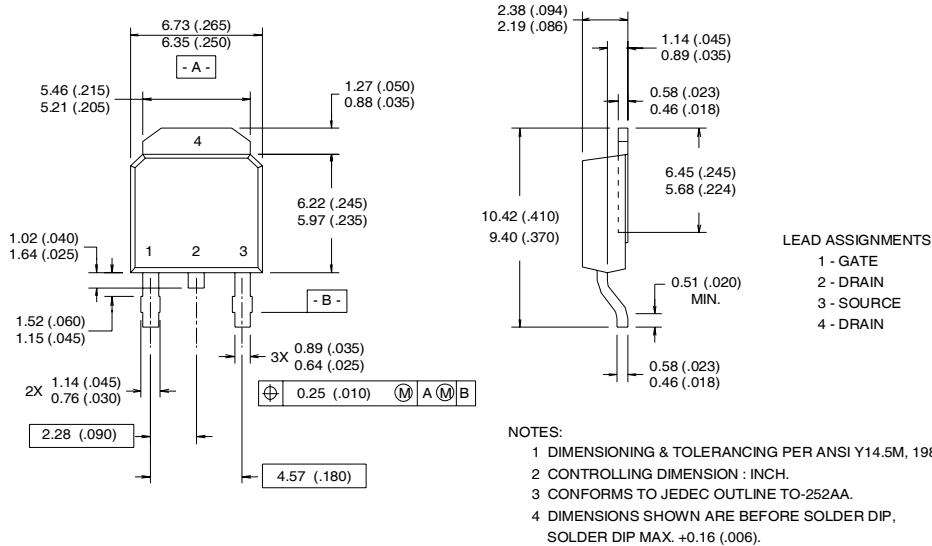 6.73 (.265)
6.35 (.250)
- A -
5.46 (.215)
5.21 (.205)
1.27 (.050)
0.88 (.035)
4
6.22 (.245)
5.97 (.235)
1.02 (.040)
1.64 (.025)
1 2 3
- B -
1.52 (.060)
1.15 (.045)
3X 0.89 (.035)
0.64 (.025)
2X 1.14 (.045)
0.76 (.030)
⌖ 0.25 (.010) Ⓜ A Ⓜ B
2.28 (.090)
4.57 (.180)
2.38 (.094)
2.19 (.086)
1.14 (.045)
0.89 (.035)
0.58 (.023)
0.46 (.018)
6.45 (.245)
5.68 (.224)
10.42 (.410)
9.40 (.370)
0.51 (.020)
MIN.
0.58 (.023)
0.46 (.018)
LEAD ASSIGNMENTS
1 - GATE
2 - DRAIN
3 - SOURCE
4 - DRAIN
NOTES:
1 DIMENSIONING & TOLERANCING PER ANSI Y14.5M, 198
2 CONTROLLING DIMENSION : INCH.
3 CONFORMS TO JEDEC OUTLINE TO-252AA.
4 DIMENSIONS SHOWN ARE BEFORE SOLDER DIP,
SOLDER DIP MAX. +0.16 (.006).